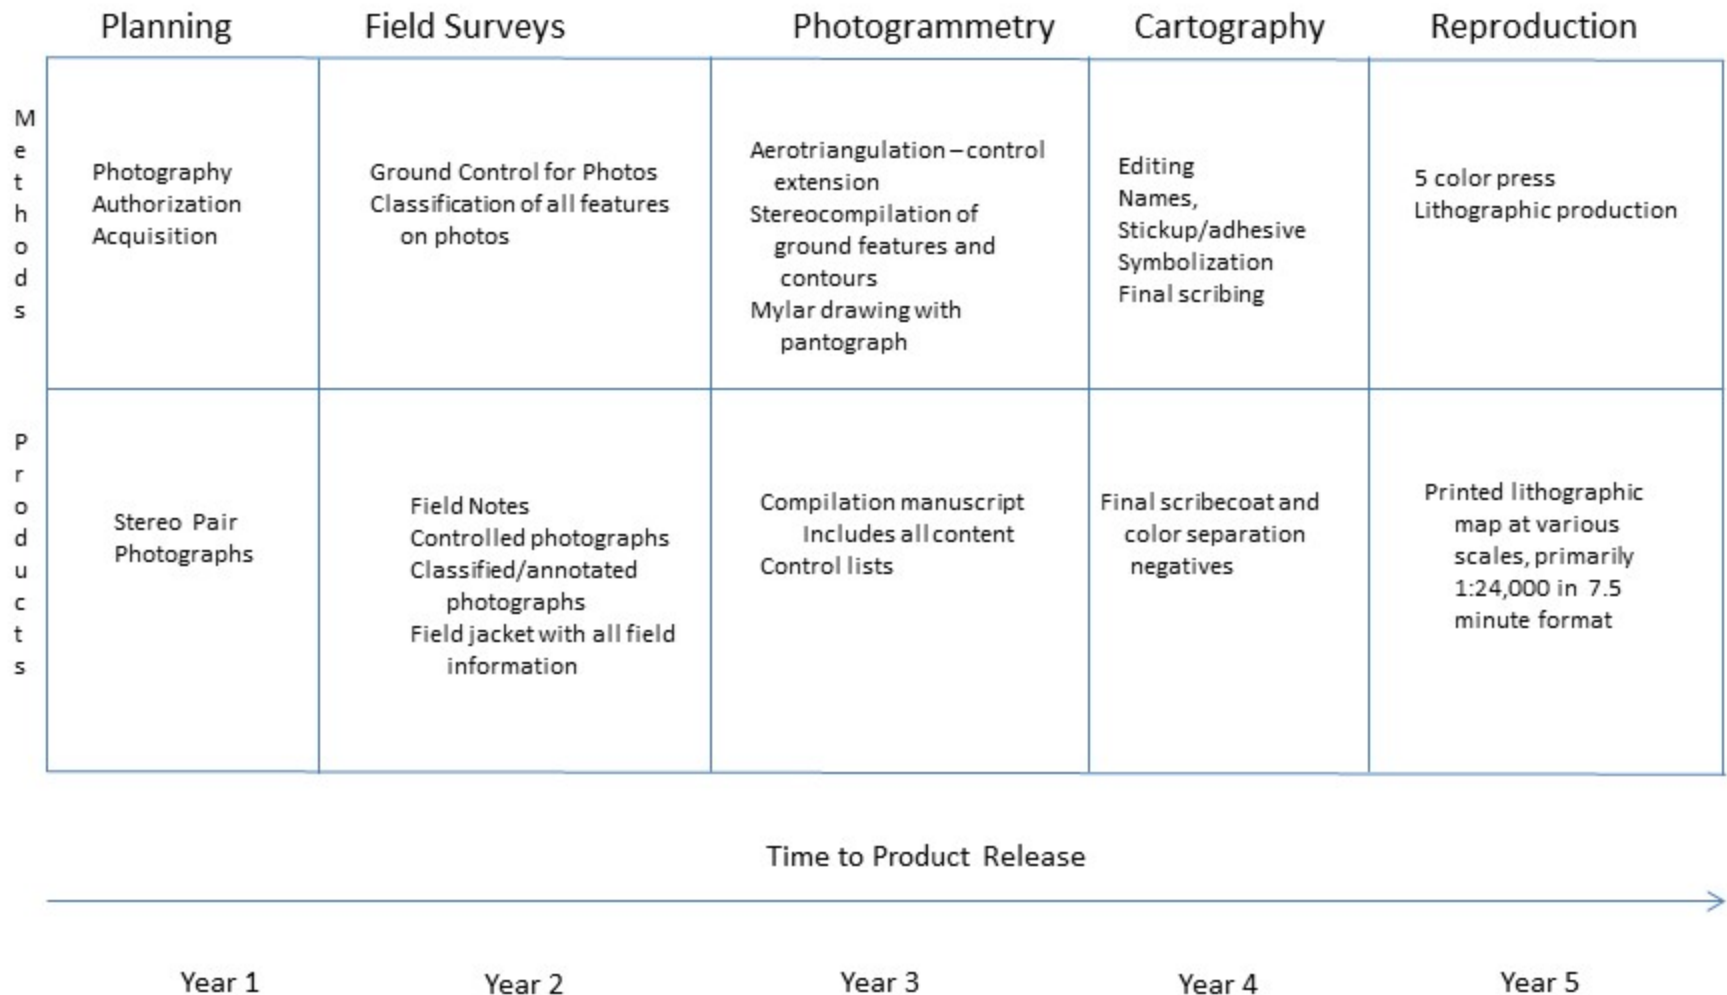 Planning
Field Surveys
Photogrammetry
Cartography
Reproduction
Methods
Photography
Authorization
Acquisition
Ground Control for Photos
Classification of all features
on photos
Aerotriangulation – control
extension
Stereocompilation of
ground features and
contours
Mylar drawing with
pantograph
Editing
Names,
Stickup/adhesive
Symbolization
Final scribing
5 color press
Lithographic production
Products
Stereo Pair
Photographs
Field Notes
Controlled photographs
Classified/annotated
photographs
Field jacket with all field
information
Compilation manuscript
Includes all content
Control lists
Final scribecoat and
color separation
negatives
Printed lithographic
map at various
scales, primarily
1:24,000 in 7.5
minute format
Time to Product Release
Year 1
Year 2
Year 3
Year 4
Year 5